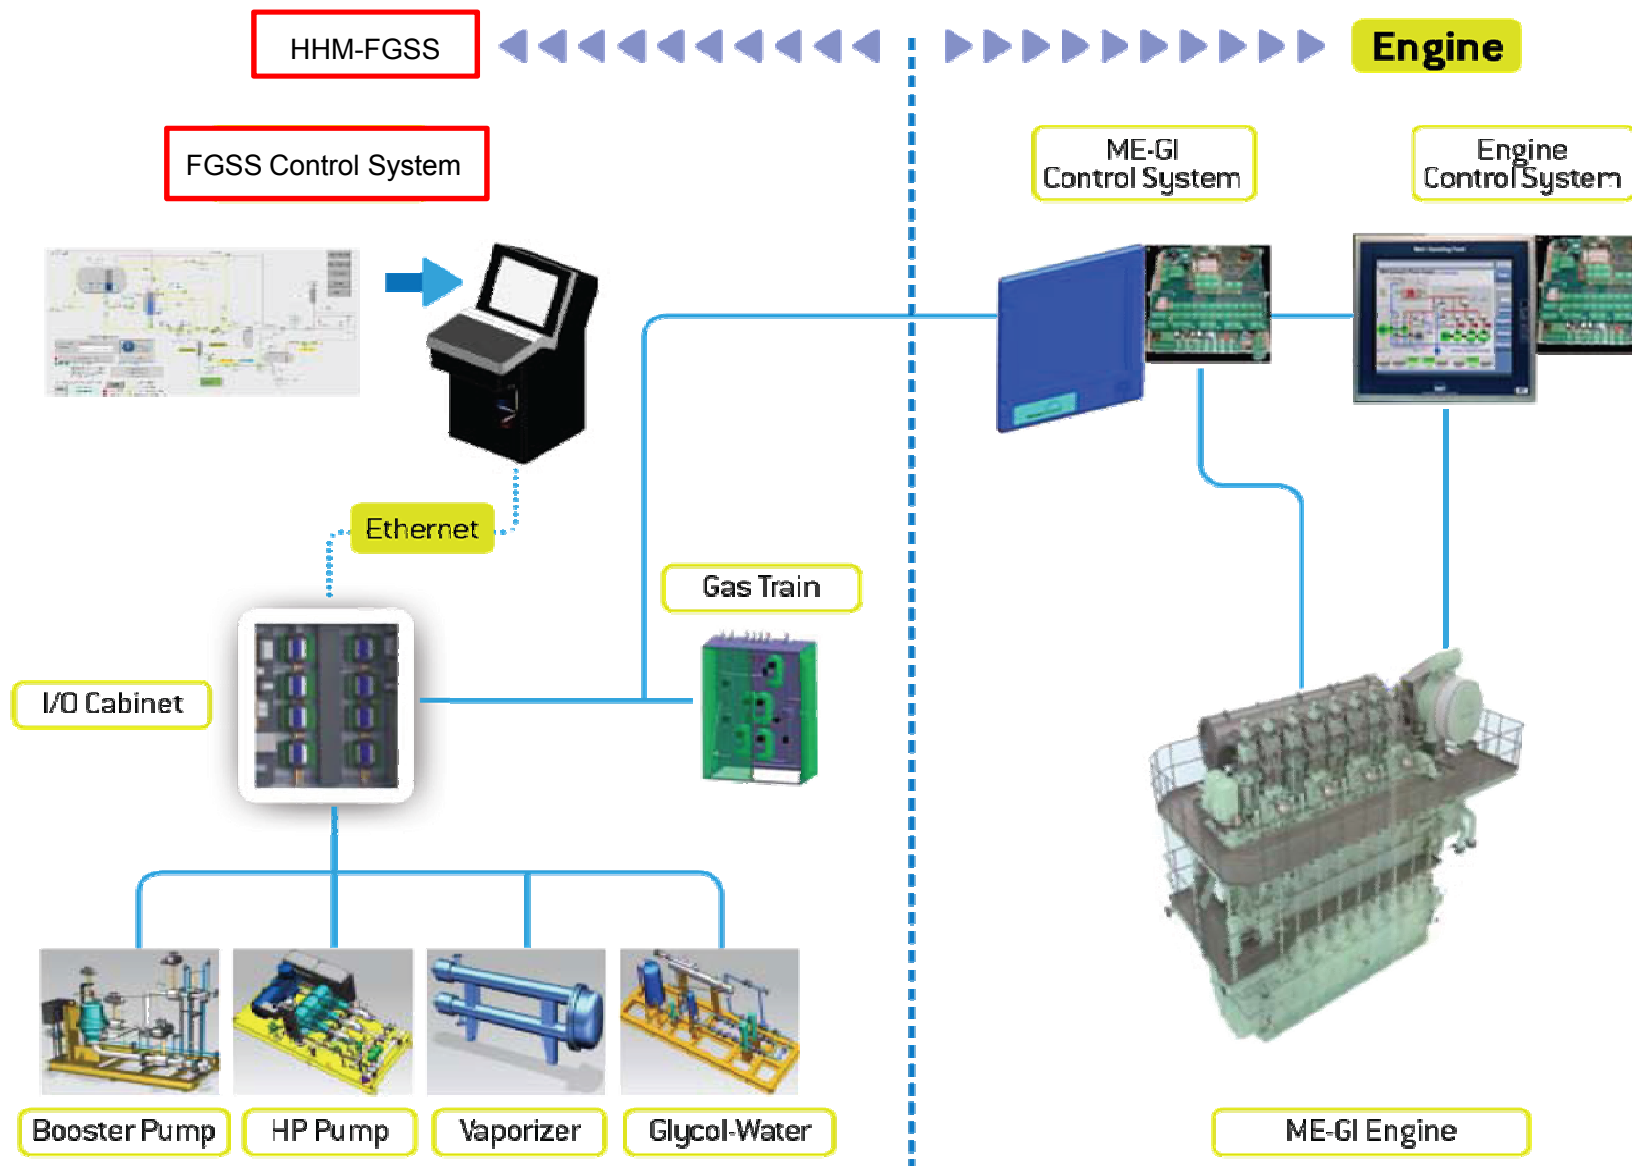 HHM-FGSS
Engine
FGSS Control System
ME-GI
Control System
Engine
Control System
Ethernet
Gas Train
I/O Cabinet
Booster Pump
HP Pump
Vaporizer
Glycol-Water
ME-GI Engine